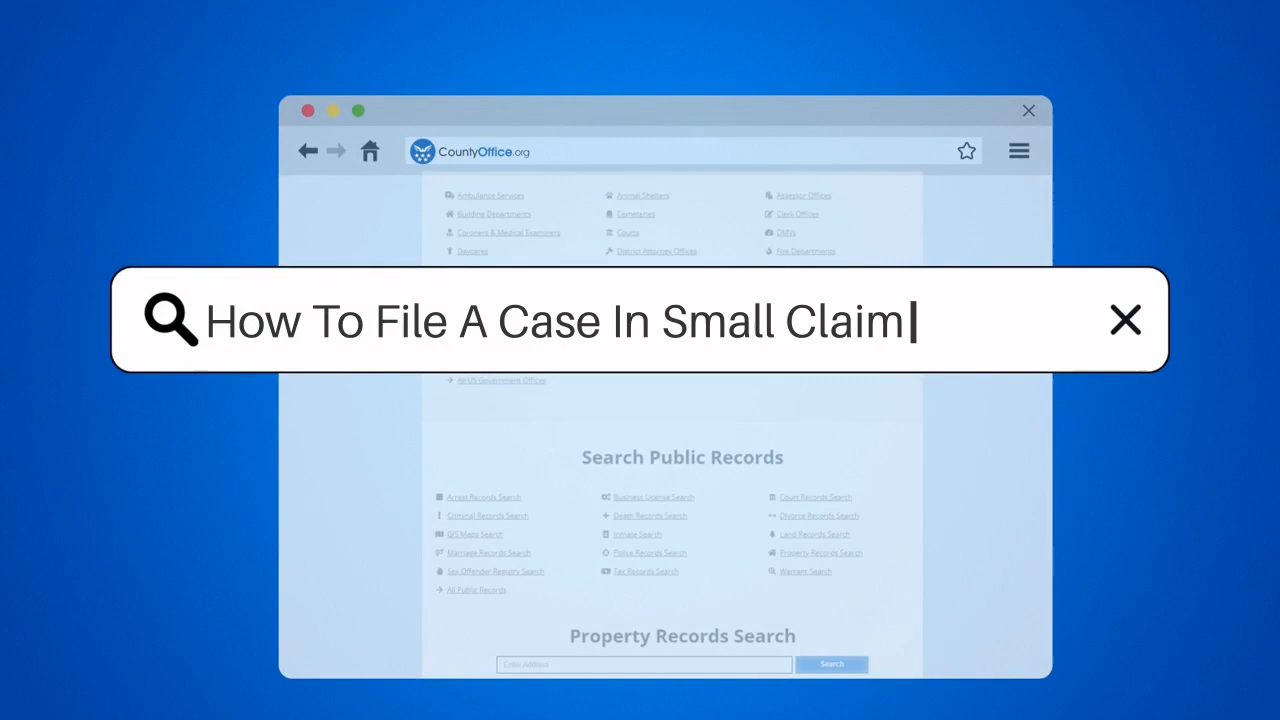 CountyOffice.org
Ambulance Services Animal Shelters Assessor Offices
Building Departments Cemeteries Clerk Offices
Coroners & Medical Examiners Courts DMVs
Daycares District Attorney Offices Fire Departments
How To File A Case In Small Claim
All US Government Offices
Search Public Records
Arrest Records Search Business License Search Court Records Search
Criminal Records Search Death Records Search Divorce Records Search
GIS Maps Search Inmate Search Land Records Search
Marriage Records Search Police Records Search Property Records Search
Sex Offender Registry Search Tax Records Search Warrant Search
All Public Records
Property Records Search
Enter Address Search